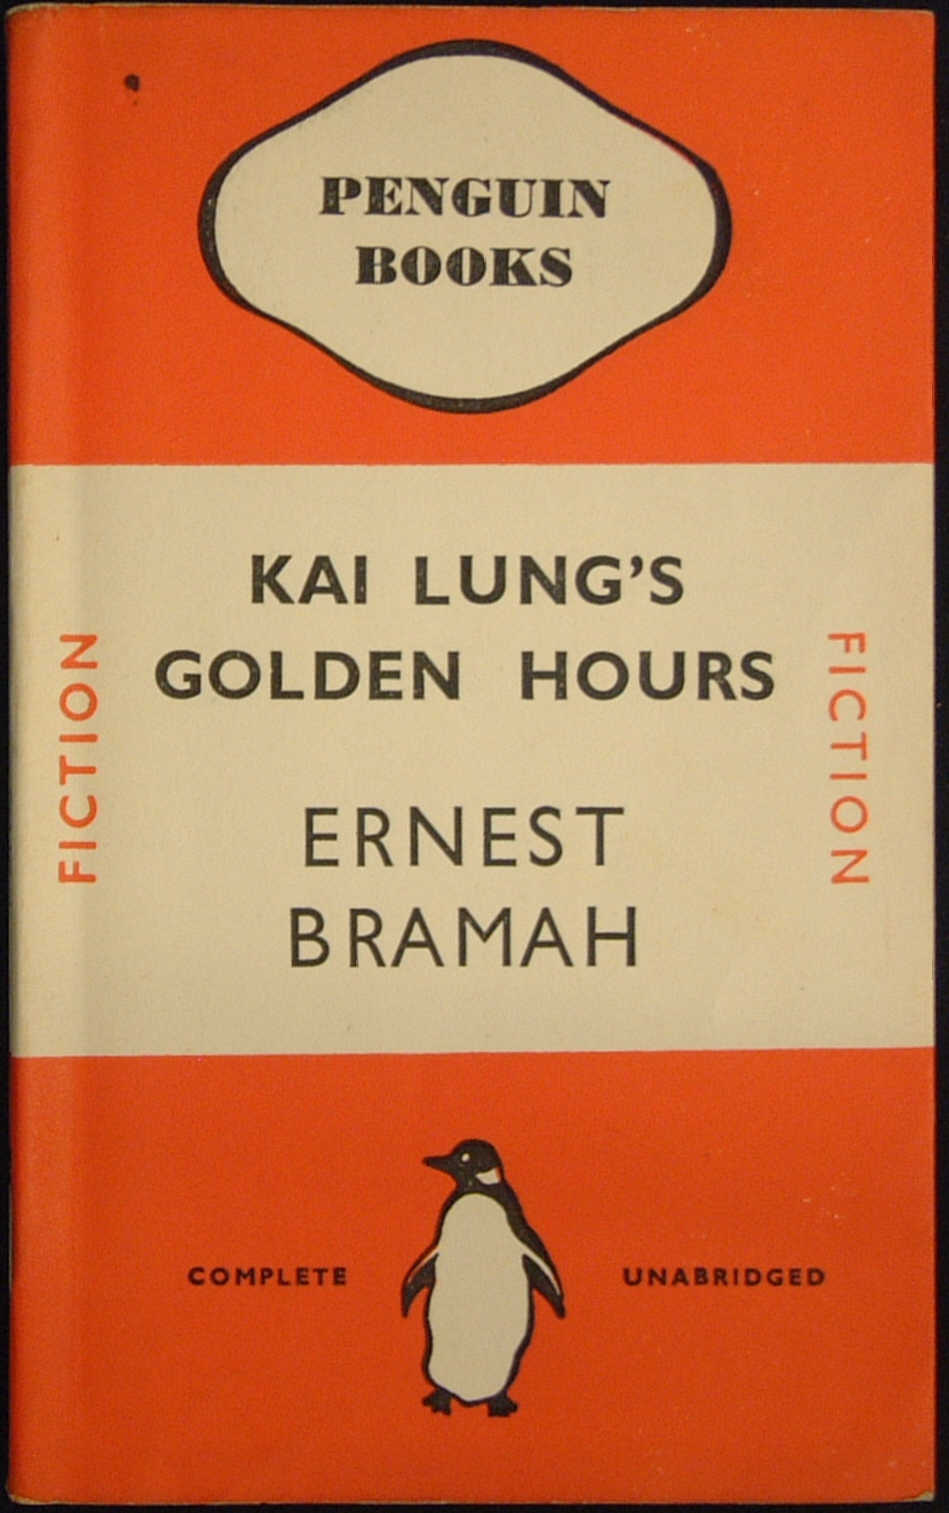 PENGUIN
BOOKS
KAI LUNG'S
GOLDEN HOURS
FICTION
FICTION
ERNEST
BRAMAH
COMPLETE
UNABRIDGED